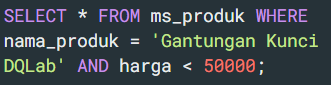 SELECT * FROM ms_produk WHERE
nama_produk = 'Gantungan Kunci
DQLab' AND harga < 50000;